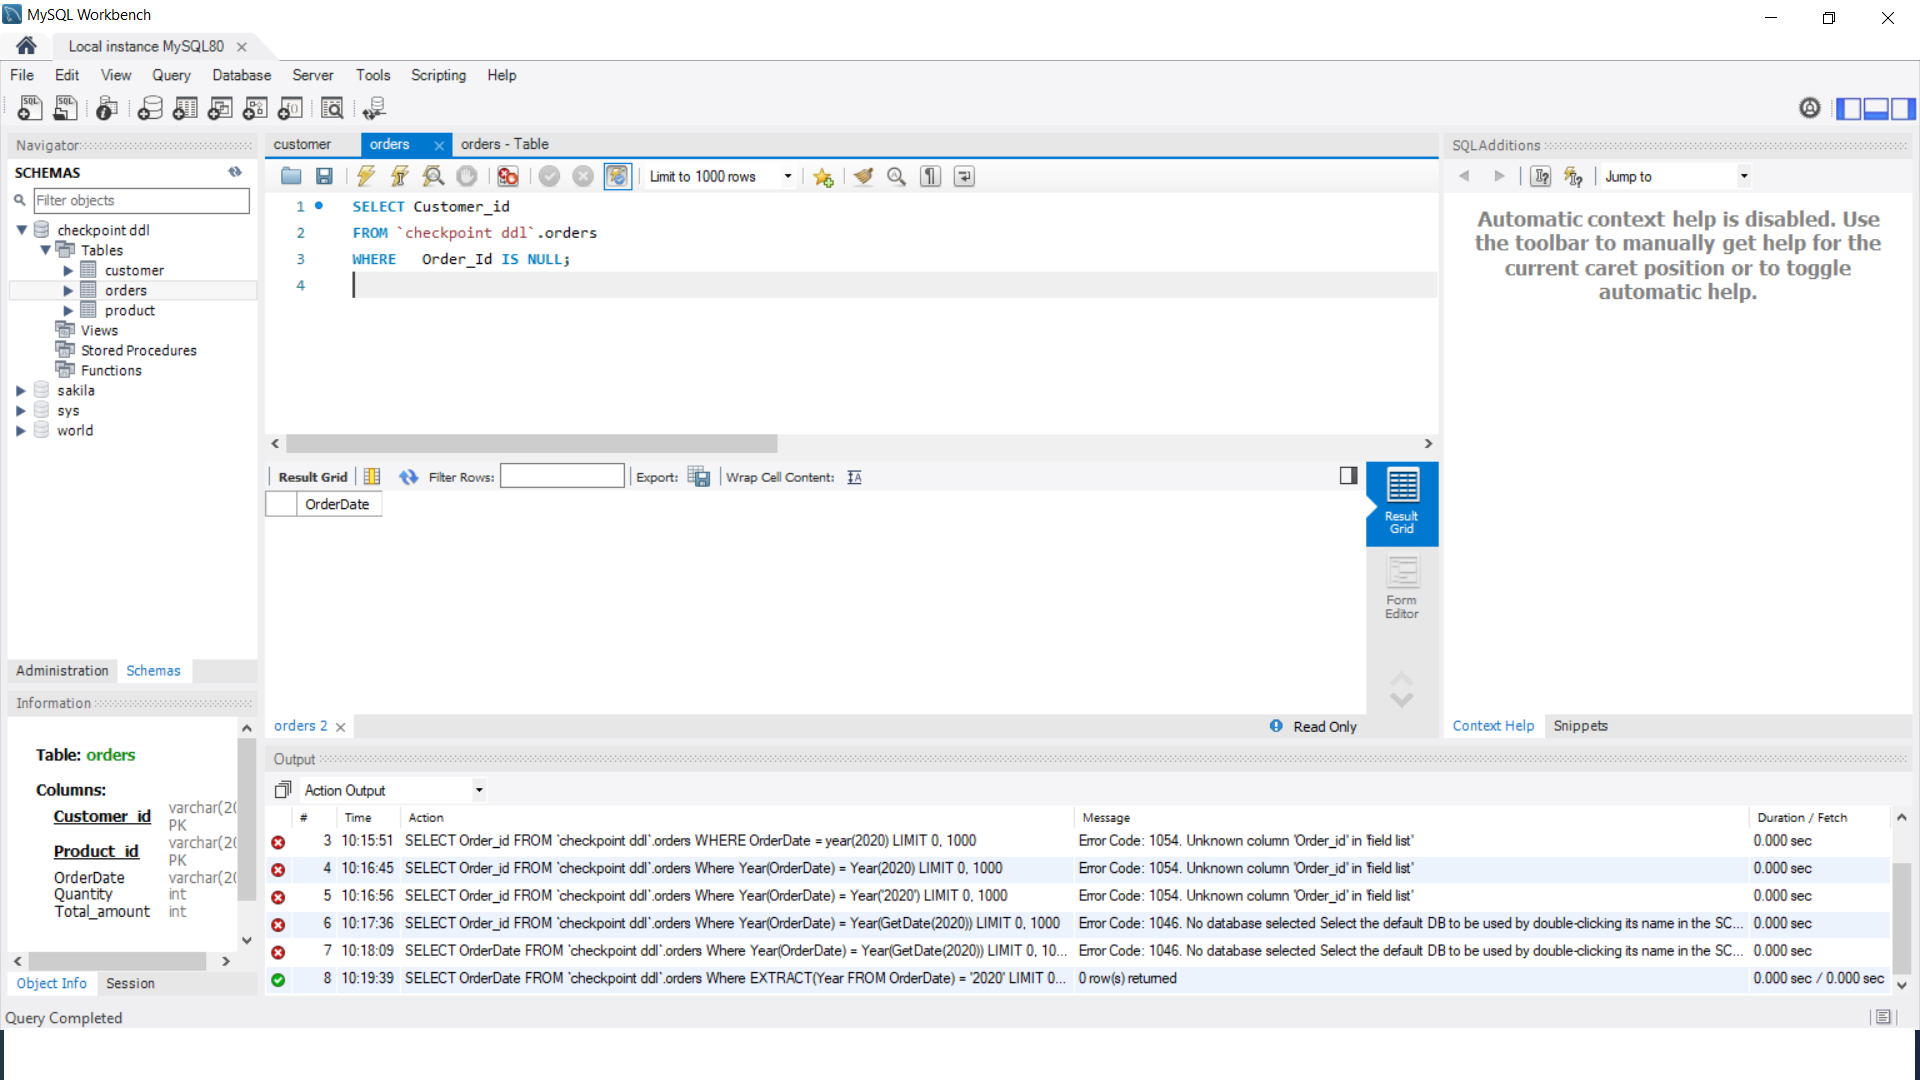 MySQL Workbench
Local instance MySQL80
File Edit View Query Database Server Tools Scripting Help
Navigator
SCHEMAS
Filter objects
checkpoint ddl
Tables
customer
orders
product
Views
Stored Procedures
Functions
sakila
sys
world
Administration Schemas
Information
Table: orders
Columns:
Customer_id varchar(20
PK
Product_id varchar(20
PK
OrderDate varchar(20
Quantity int
Total_amount int
Object Info Session
customer orders orders - Table
Limit to 1000 rows
1 SELECT Customer_id
2 FROM `checkpoint ddl`.orders
3 WHERE Order_Id IS NULL;
4
Result Grid Filter Rows: Export: Wrap Cell Content:
OrderDate
Result
Grid
Form
Editor
orders 2 Read Only
SQLAdditions
Jump to
Automatic context help is disabled. Use
the toolbar to manually get help for the
current caret position or to toggle
automatic help.
Context Help Snippets
Output
Action Output
# Time Action Message Duration / Fetch
3 10:15:51 SELECT Order_id FROM `checkpoint ddl`.orders WHERE OrderDate = year(2020) LIMIT 0, 1000 Error Code: 1054. Unknown column 'Order_id' in 'field list' 0.000 sec
4 10:16:45 SELECT Order_id FROM `checkpoint ddl`.orders Where Year(OrderDate) = Year(2020) LIMIT 0, 1000 Error Code: 1054. Unknown column 'Order_id' in 'field list' 0.000 sec
5 10:16:56 SELECT Order_id FROM `checkpoint ddl`.orders Where Year(OrderDate) = Year('2020') LIMIT 0, 1000 Error Code: 1054. Unknown column 'Order_id' in 'field list' 0.000 sec
6 10:17:36 SELECT Order_id FROM `checkpoint ddl`.orders Where Year(OrderDate) = Year(GetDate(2020)) LIMIT 0, 1000 Error Code: 1046. No database selected Select the default DB to be used by double-clicking its name in the SC... 0.000 sec
7 10:18:09 SELECT OrderDate FROM `checkpoint ddl`.orders Where Year(OrderDate) = Year(GetDate(2020)) LIMIT 0, 10... Error Code: 1046. No database selected Select the default DB to be used by double-clicking its name in the SC... 0.000 sec
8 10:19:39 SELECT OrderDate FROM `checkpoint ddl`.orders Where EXTRACT(Year FROM OrderDate) = '2020' LIMIT 0... 0 row(s) returned 0.000 sec / 0.000 sec
Query Completed